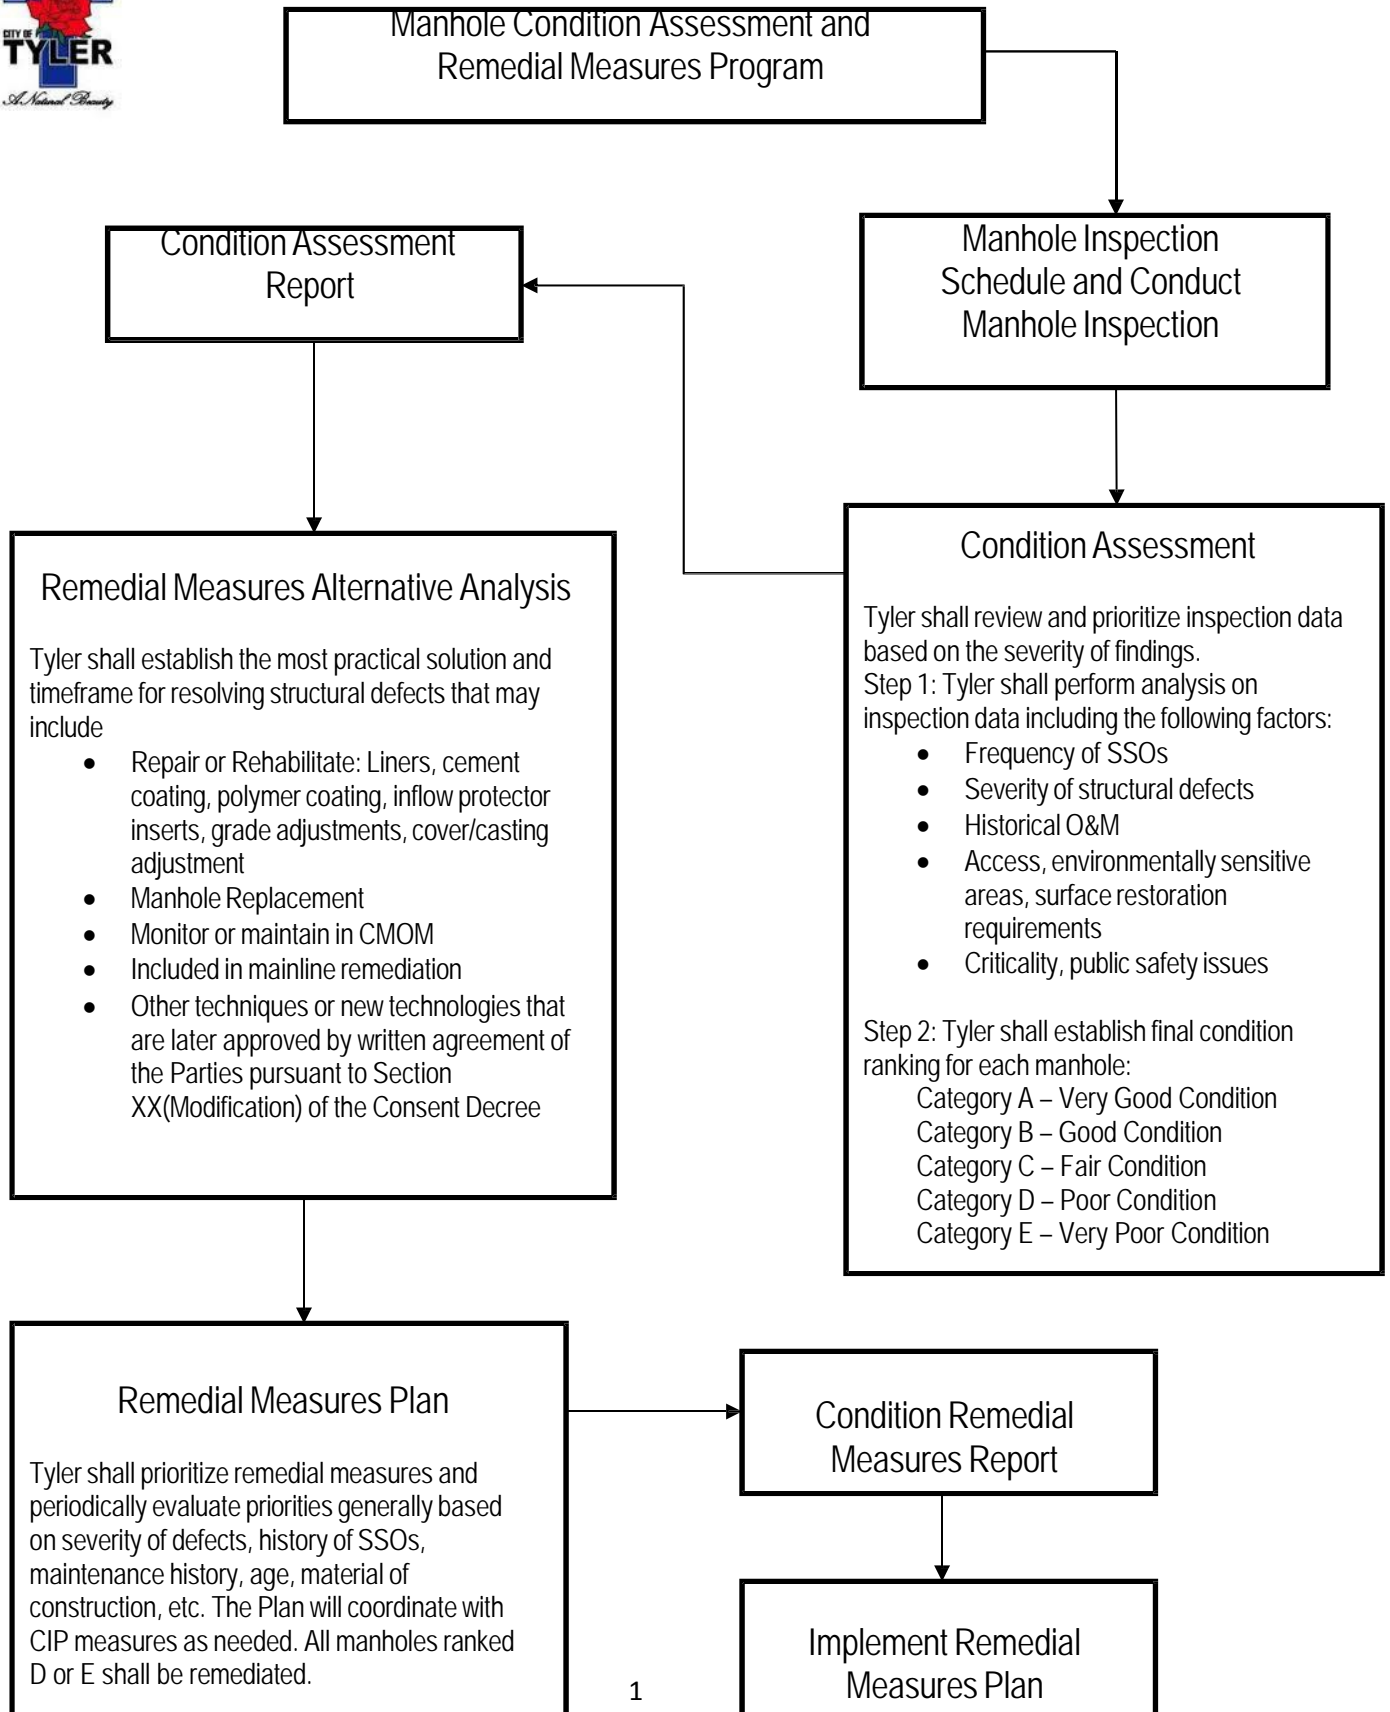 CITY OF
TYLER
A Natural Beauty
Manhole Condition Assessment and
Remedial Measures Program
Manhole Inspection
Schedule and Conduct
Manhole Inspection
Condition Assessment
Report
Condition Assessment
Tyler shall review and prioritize inspection data
based on the severity of findings.
Step 1: Tyler shall perform analysis on
inspection data including the following factors:
• Frequency of SSOs
• Severity of structural defects
• Historical O&M
• Access, environmentally sensitive
areas, surface restoration
requirements
• Criticality, public safety issues
Step 2: Tyler shall establish final condition
ranking for each manhole:
Category A – Very Good Condition
Category B – Good Condition
Category C – Fair Condition
Category D – Poor Condition
Category E – Very Poor Condition
Remedial Measures Alternative Analysis
Tyler shall establish the most practical solution and
timeframe for resolving structural defects that may
include
• Repair or Rehabilitate: Liners, cement
coating, polymer coating, inflow protector
inserts, grade adjustments, cover/casting
adjustment
• Manhole Replacement
• Monitor or maintain in CMOM
• Included in mainline remediation
• Other techniques or new technologies that
are later approved by written agreement of
the Parties pursuant to Section
XX(Modification) of the Consent Decree
Remedial Measures Plan
Tyler shall prioritize remedial measures and
periodically evaluate priorities generally based
on severity of defects, history of SSOs,
maintenance history, age, material of
construction, etc. The Plan will coordinate with
CIP measures as needed. All manholes ranked
D or E shall be remediated.
Condition Remedial
Measures Report
Implement Remedial
Measures Plan
1